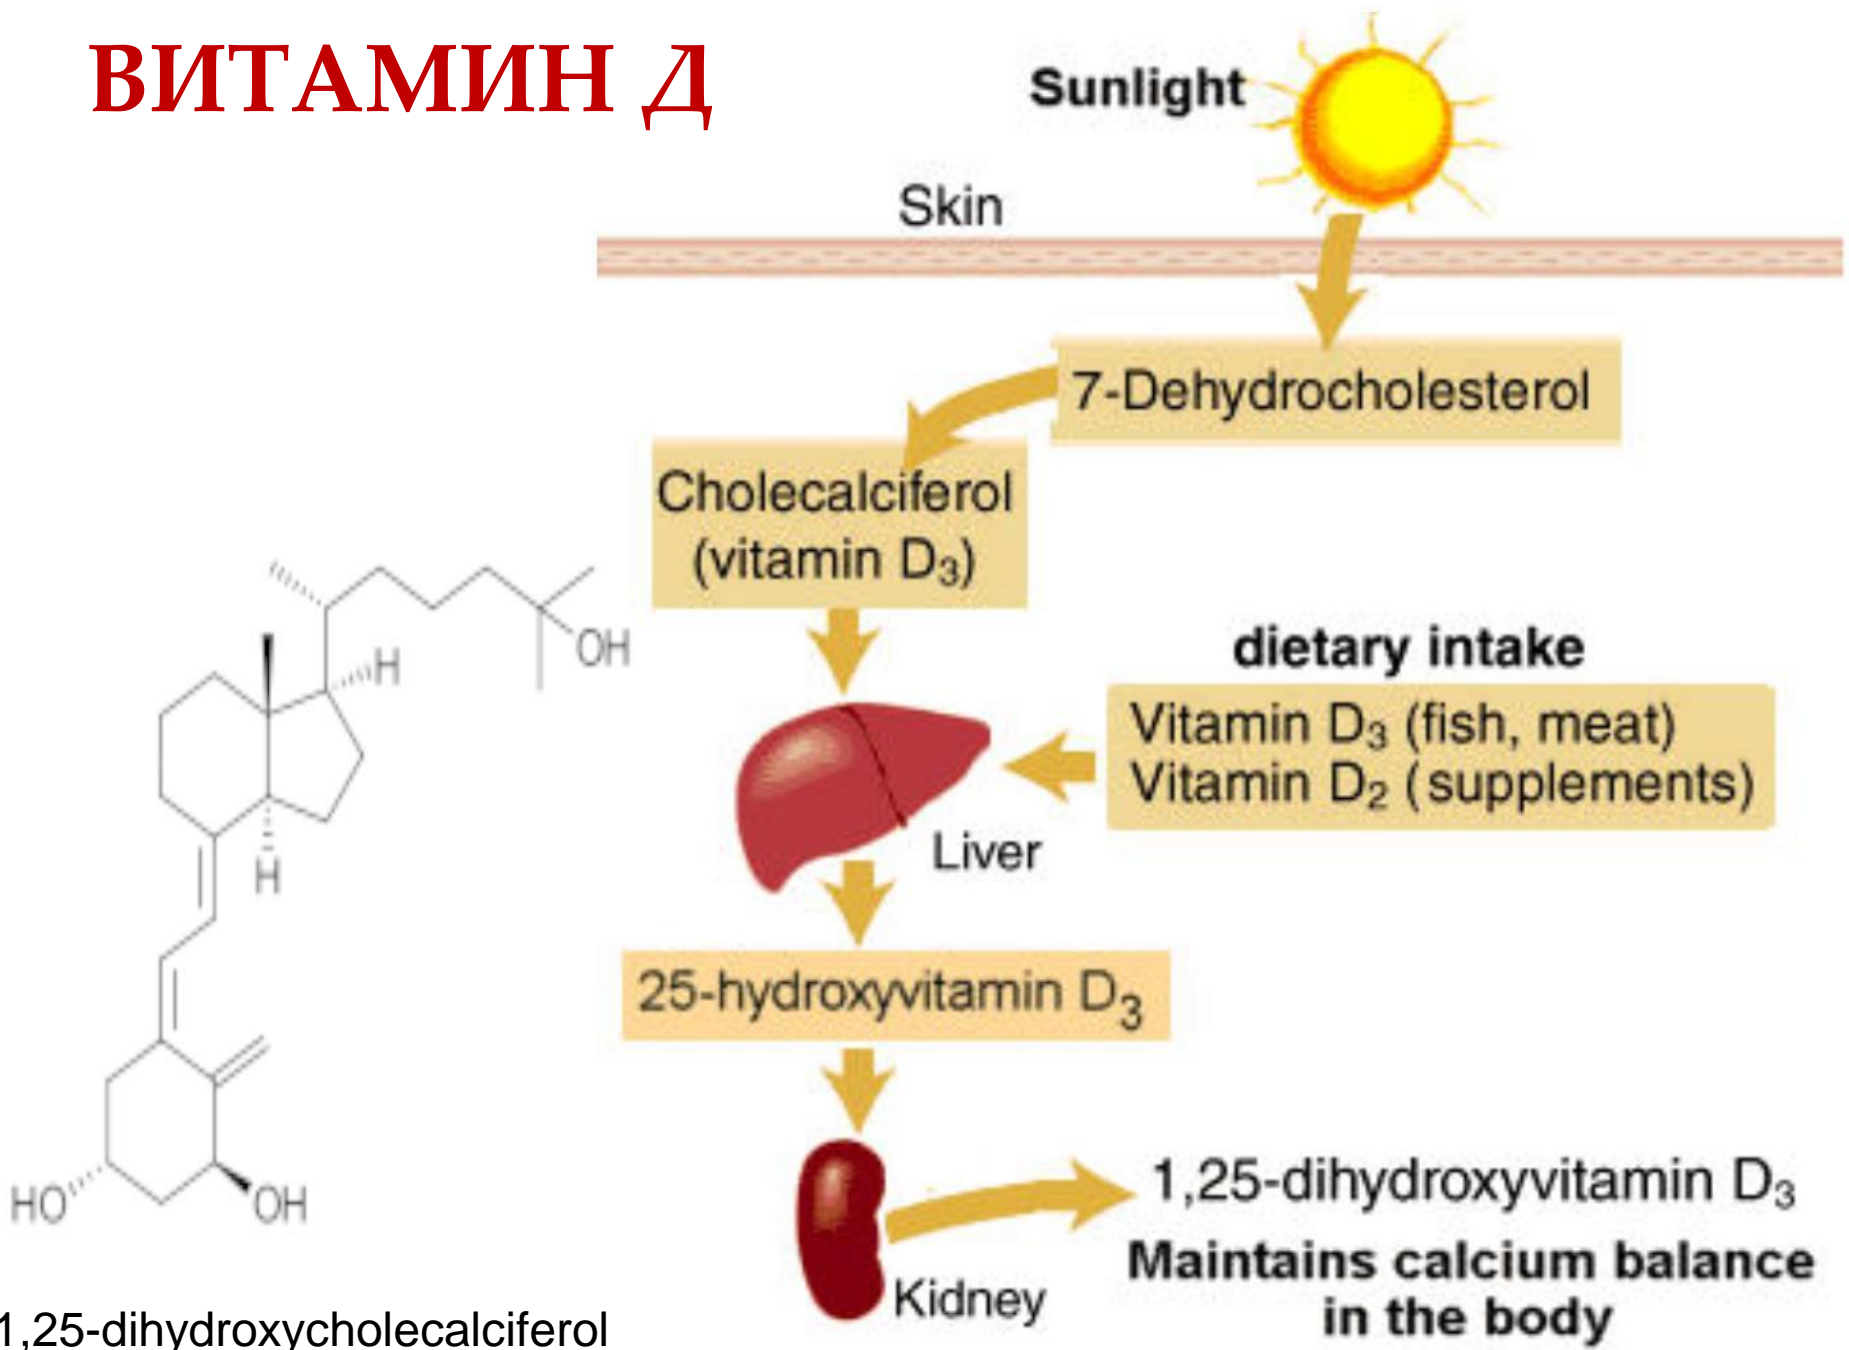 ВИТАМИН Д
Sunlight
Skin
7-Dehydrocholesterol
Cholecalciferol
(vitamin D₃)
dietary intake
Vitamin D₃ (fish, meat)
Vitamin D₂ (supplements)
Liver
25-hydroxyvitamin D₃
Kidney
1,25-dihydroxyvitamin D₃
Maintains calcium balance
in the body
OH
H
H
HO
OH
1,25-dihydroxycholecalciferol